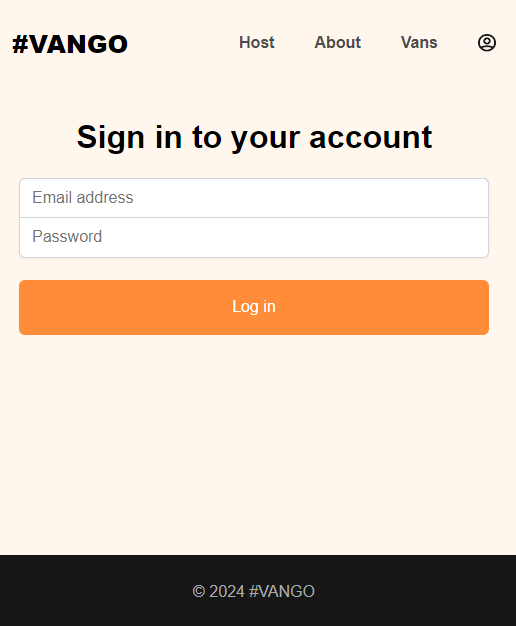 #VANGO Host About Vans
Sign in to your account
Email address
Password
Log in
© 2024 #VANGO